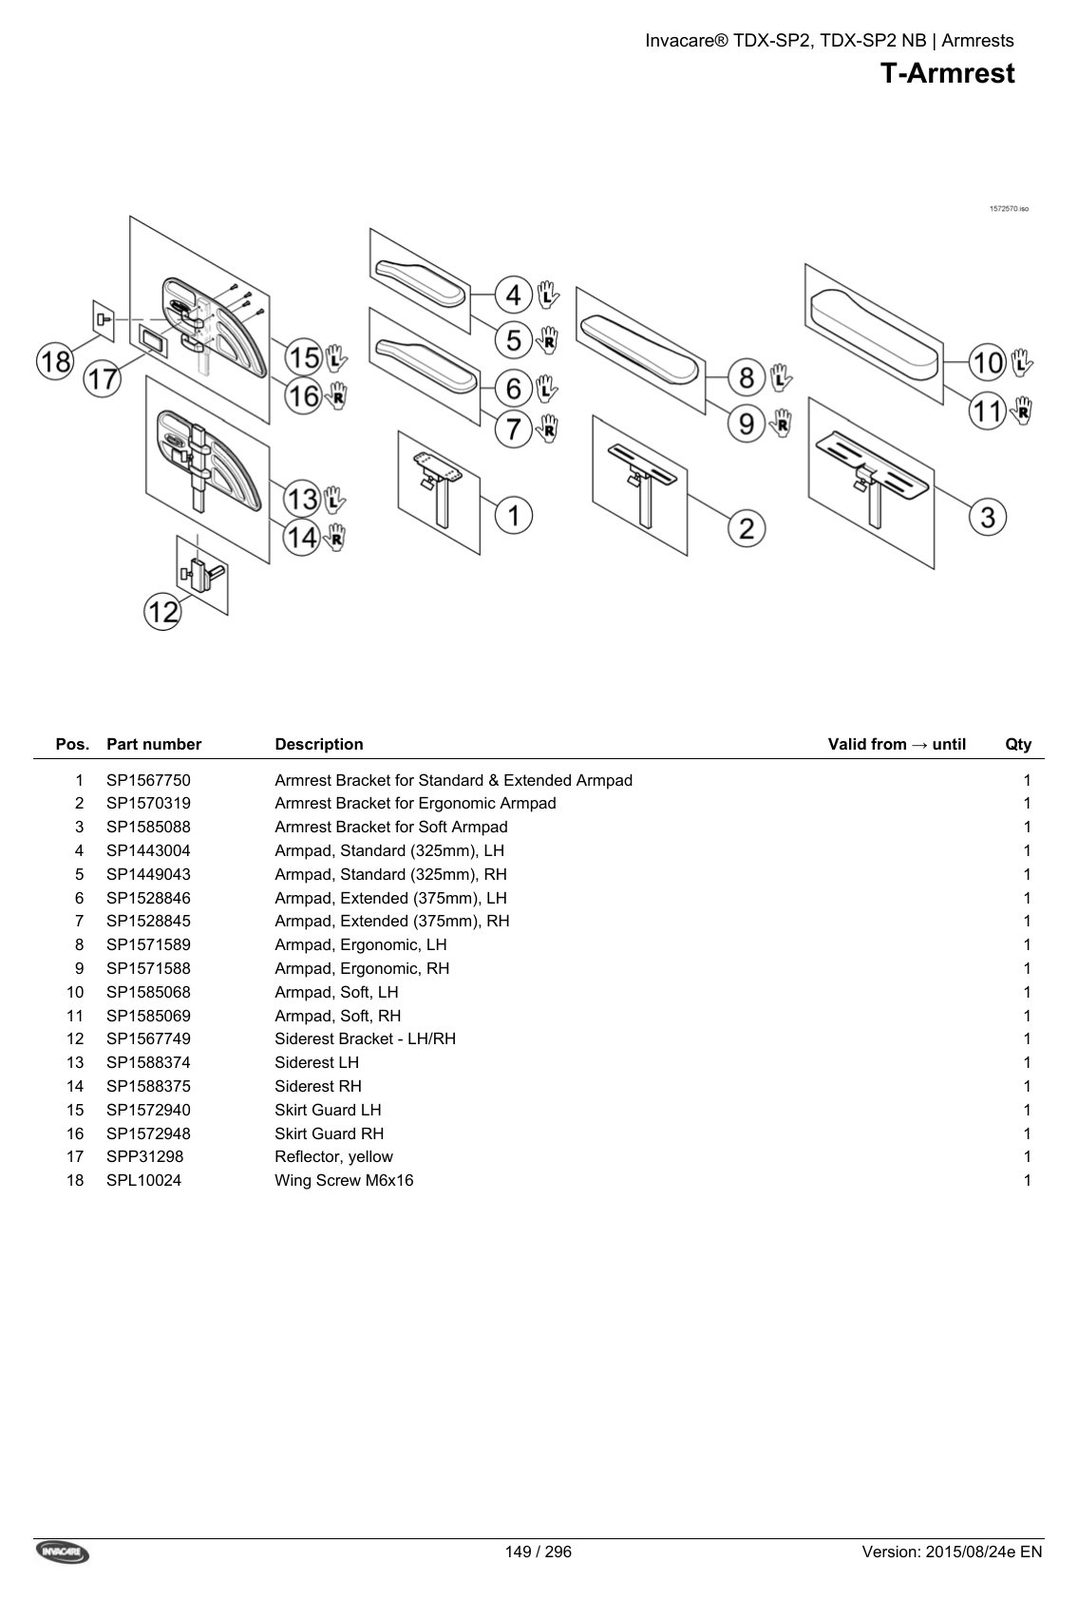 Invacare® TDX-SP2, TDX-SP2 NB | Armrests
T-Armrest
1572570.iso
18
17
15 L
16 R
13 L
14 R
12
4 L
5 R
6 L
7 R
1
8 L
9 R
2
10 L
11 R
3
Pos. Part number Description Valid from → until Qty
1 SP1567750 Armrest Bracket for Standard & Extended Armpad 1
2 SP1570319 Armrest Bracket for Ergonomic Armpad 1
3 SP1585088 Armrest Bracket for Soft Armpad 1
4 SP1443004 Armpad, Standard (325mm), LH 1
5 SP1449043 Armpad, Standard (325mm), RH 1
6 SP1528846 Armpad, Extended (375mm), LH 1
7 SP1528845 Armpad, Extended (375mm), RH 1
8 SP1571589 Armpad, Ergonomic, LH 1
9 SP1571588 Armpad, Ergonomic, RH 1
10 SP1585068 Armpad, Soft, LH 1
11 SP1585069 Armpad, Soft, RH 1
12 SP1567749 Siderest Bracket - LH/RH 1
13 SP1588374 Siderest LH 1
14 SP1588375 Siderest RH 1
15 SP1572940 Skirt Guard LH 1
16 SP1572948 Skirt Guard RH 1
17 SPP31298 Reflector, yellow 1
18 SPL10024 Wing Screw M6x16 1
INVACARE 149 / 296 Version: 2015/08/24e EN